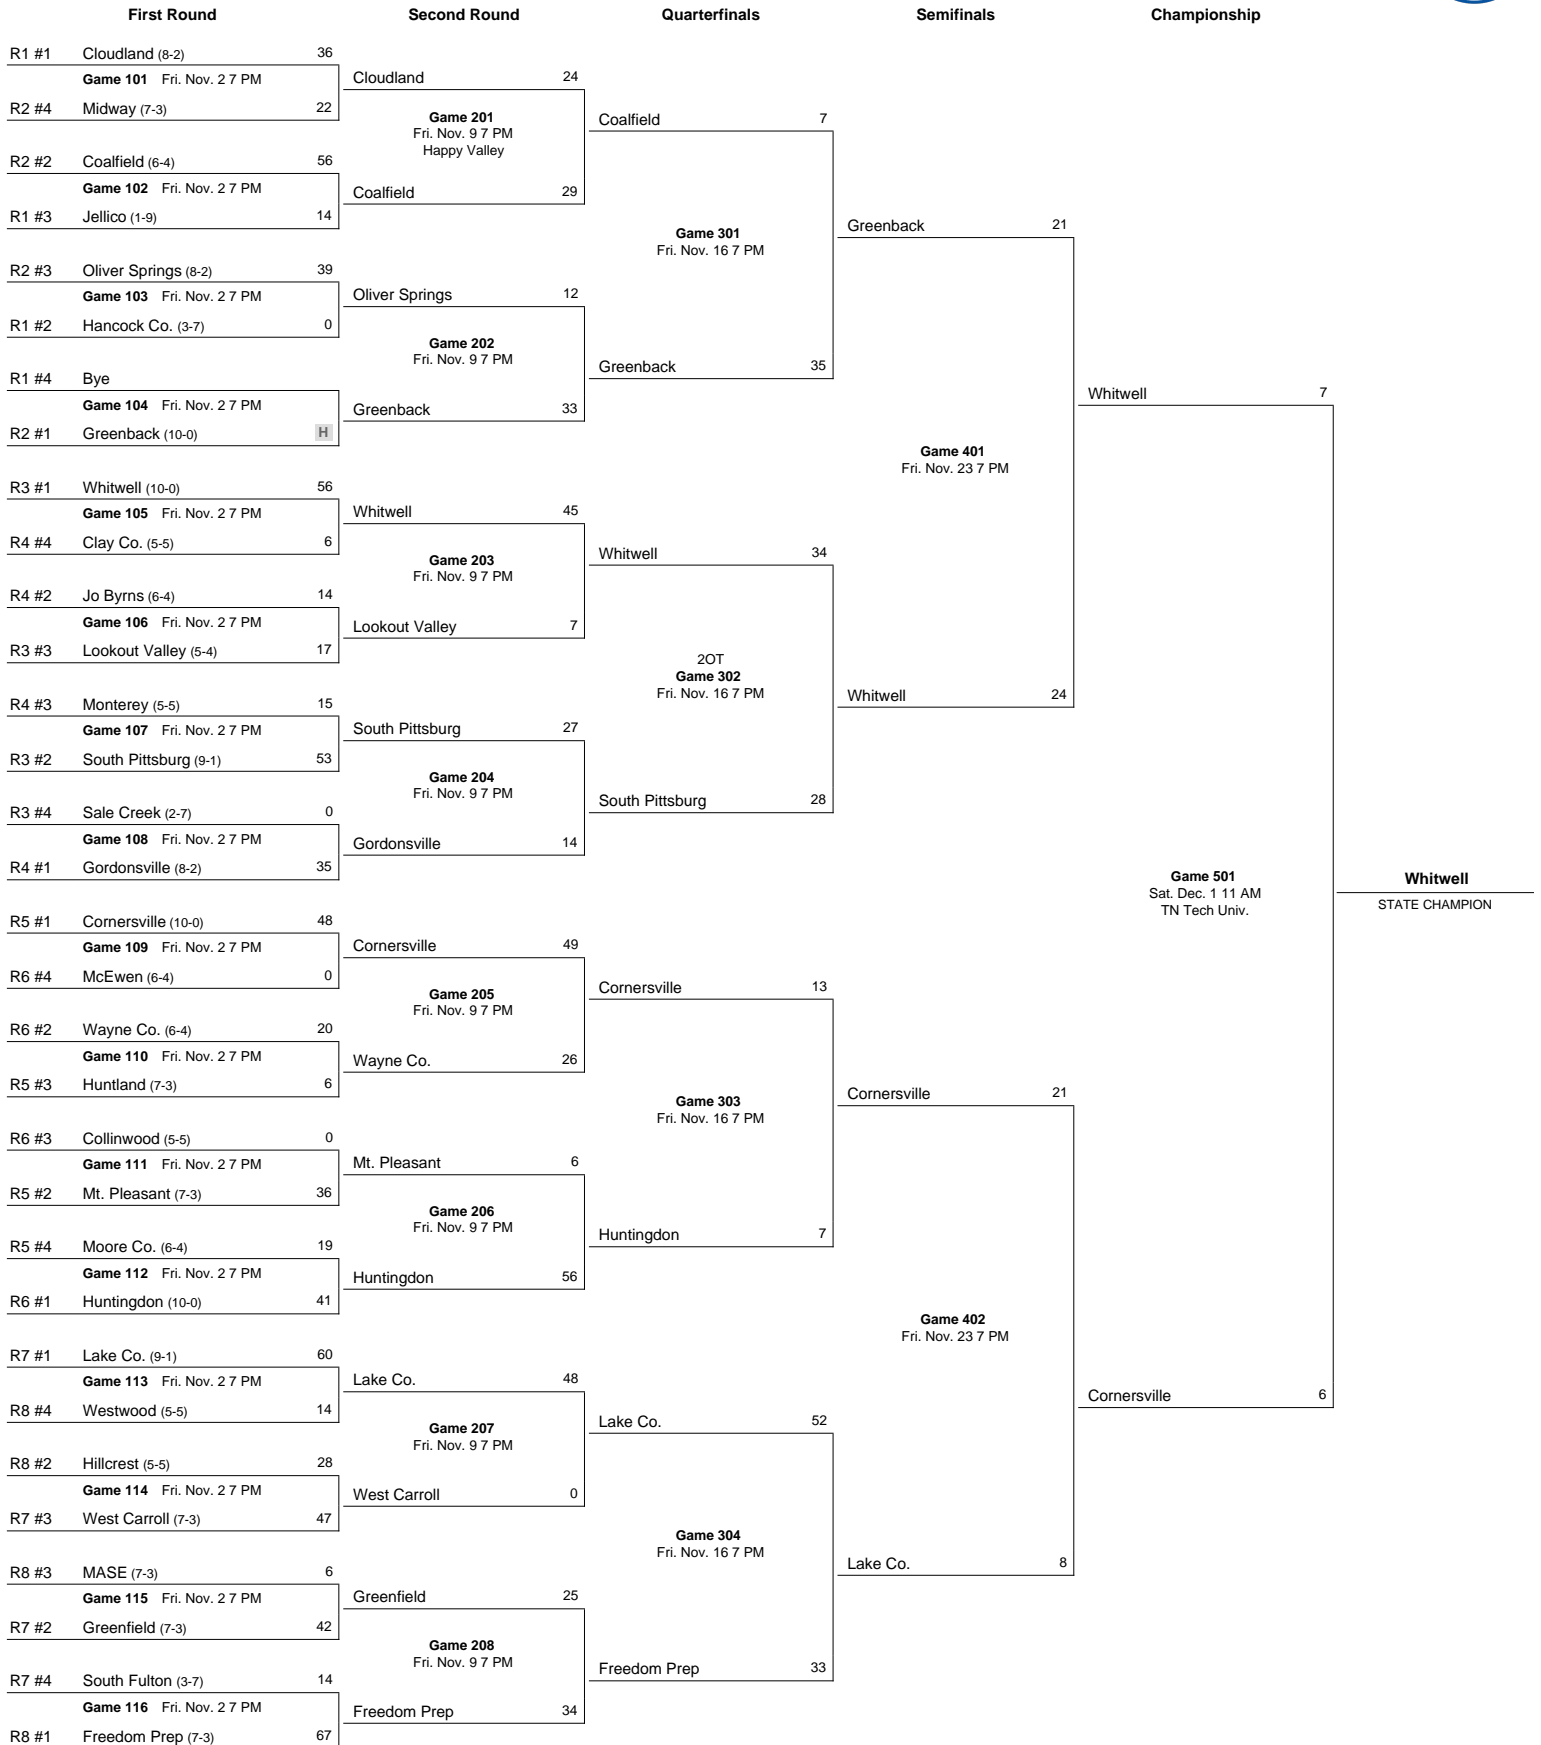 First Round Second Round Quarterfinals Semifinals Championship
R1 #1 Cloudland (8-2) 36
Game 101 Fri. Nov. 2 7 PM
R2 #4 Midway (7-3) 22
R2 #2 Coalfield (6-4) 56
Game 102 Fri. Nov. 2 7 PM
R1 #3 Jellico (1-9) 14
R2 #3 Oliver Springs (8-2) 39
Game 103 Fri. Nov. 2 7 PM
R1 #2 Hancock Co. (3-7) 0
R1 #4 Bye
Game 104 Fri. Nov. 2 7 PM
R2 #1 Greenback (10-0) H
R3 #1 Whitwell (10-0) 56
Game 105 Fri. Nov. 2 7 PM
R4 #4 Clay Co. (5-5) 6
R4 #2 Jo Byrns (6-4) 14
Game 106 Fri. Nov. 2 7 PM
R3 #3 Lookout Valley (5-4) 17
R4 #3 Monterey (5-5) 15
Game 107 Fri. Nov. 2 7 PM
R3 #2 South Pittsburg (9-1) 53
R3 #4 Sale Creek (2-7) 0
Game 108 Fri. Nov. 2 7 PM
R4 #1 Gordonsville (8-2) 35
R5 #1 Cornersville (10-0) 48
Game 109 Fri. Nov. 2 7 PM
R6 #4 McEwen (6-4) 0
R6 #2 Wayne Co. (6-4) 20
Game 110 Fri. Nov. 2 7 PM
R5 #3 Huntland (7-3) 6
R6 #3 Collinwood (5-5) 0
Game 111 Fri. Nov. 2 7 PM
R5 #2 Mt. Pleasant (7-3) 36
R5 #4 Moore Co. (6-4) 19
Game 112 Fri. Nov. 2 7 PM
R6 #1 Huntingdon (10-0) 41
R7 #1 Lake Co. (9-1) 60
Game 113 Fri. Nov. 2 7 PM
R8 #4 Westwood (5-5) 14
R8 #2 Hillcrest (5-5) 28
Game 114 Fri. Nov. 2 7 PM
R7 #3 West Carroll (7-3) 47
R8 #3 MASE (7-3) 6
Game 115 Fri. Nov. 2 7 PM
R7 #2 Greenfield (7-3) 42
R7 #4 South Fulton (3-7) 14
Game 116 Fri. Nov. 2 7 PM
R8 #1 Freedom Prep (7-3) 67
Cloudland 24
Game 201
Fri. Nov. 9 7 PM
Happy Valley
Coalfield 29
Oliver Springs 12
Game 202
Fri. Nov. 9 7 PM
Greenback 33
Whitwell 45
Game 203
Fri. Nov. 9 7 PM
Lookout Valley 7
South Pittsburg 27
Game 204
Fri. Nov. 9 7 PM
Gordonsville 14
Cornersville 49
Game 205
Fri. Nov. 9 7 PM
Wayne Co. 26
Mt. Pleasant 6
Game 206
Fri. Nov. 9 7 PM
Huntingdon 56
Lake Co. 48
Game 207
Fri. Nov. 9 7 PM
West Carroll 0
Greenfield 25
Game 208
Fri. Nov. 9 7 PM
Freedom Prep 34
Coalfield 7
Game 301
Fri. Nov. 16 7 PM
Greenback 35
Whitwell 34
2OT
Game 302
Fri. Nov. 16 7 PM
South Pittsburg 28
Cornersville 13
Game 303
Fri. Nov. 16 7 PM
Huntingdon 7
Lake Co. 52
Game 304
Fri. Nov. 16 7 PM
Freedom Prep 33
Greenback 21
Game 401
Fri. Nov. 23 7 PM
Whitwell 24
Cornersville 21
Game 402
Fri. Nov. 23 7 PM
Lake Co. 8
Whitwell 7
Game 501
Sat. Dec. 1 11 AM
TN Tech Univ.
Cornersville 6
Whitwell
STATE CHAMPION